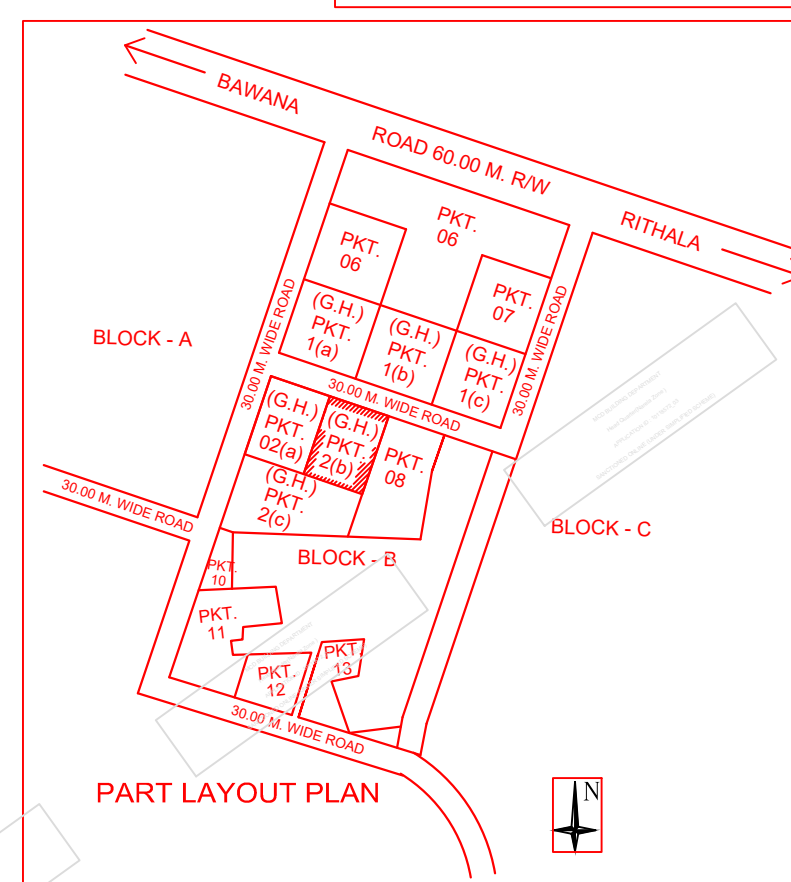 BAWANA
ROAD 60.00 M. R/W
RITHALA
PKT.
06
PKT.
06
PKT.
07
30.00 M. WIDE ROAD
(G.H.)
PKT.
1(a)
(G.H.)
PKT.
1(b)
(G.H.)
PKT.
1(c)
30.00 M. WIDE ROAD
BLOCK - A
30.00 M. WIDE ROAD
(G.H.)
PKT.
02(a)
(G.H.)
PKT.
2(b)
PKT.
08
(G.H.)
PKT.
2(c)
30.00 M. WIDE ROAD
BLOCK - C
BLOCK - B
PKT.
10
PKT.
11
PKT.
12
PKT.
13
30.00 M. WIDE ROAD
PART LAYOUT PLAN
N